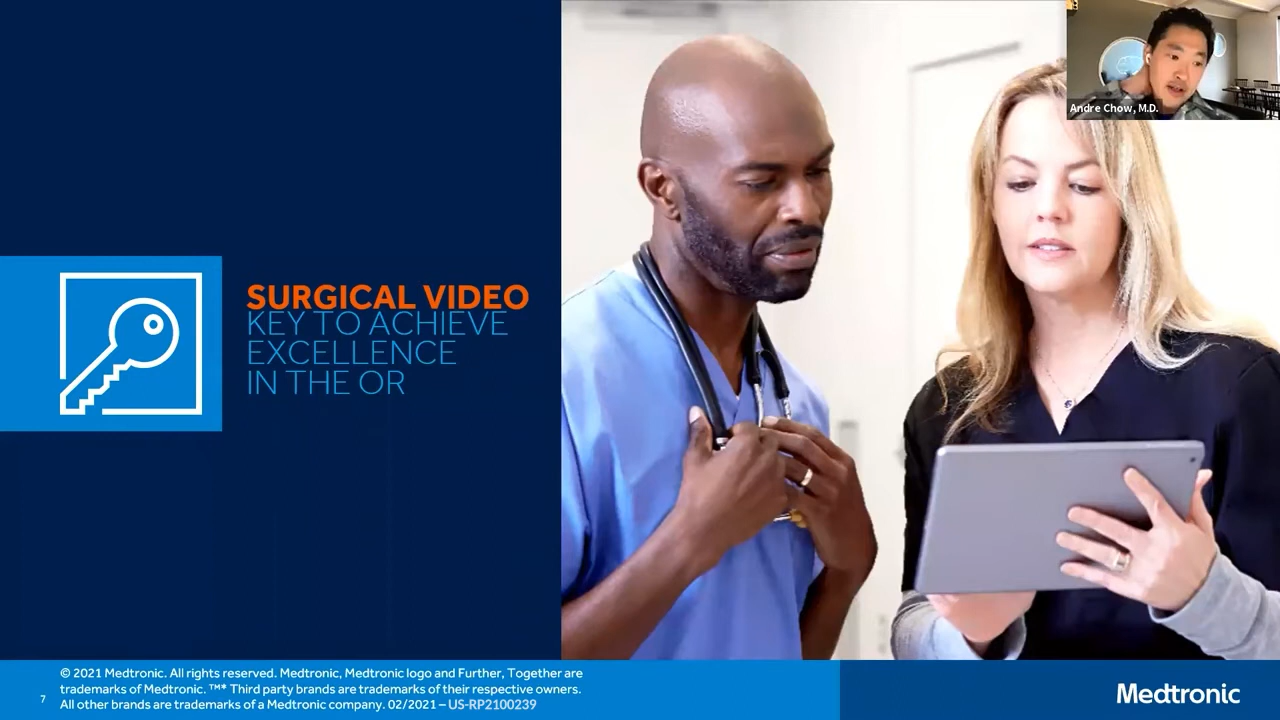 Andre Chow, M.D.
SURGICAL VIDEO
KEY TO ACHIEVE
EXCELLENCE
IN THE OR
7
© 2021 Medtronic. All rights reserved. Medtronic, Medtronic logo and Further, Together are
trademarks of Medtronic. ™* Third party brands are trademarks of their respective owners.
All other brands are trademarks of a Medtronic company. 02/2021 – US-RP2100239
Medtronic